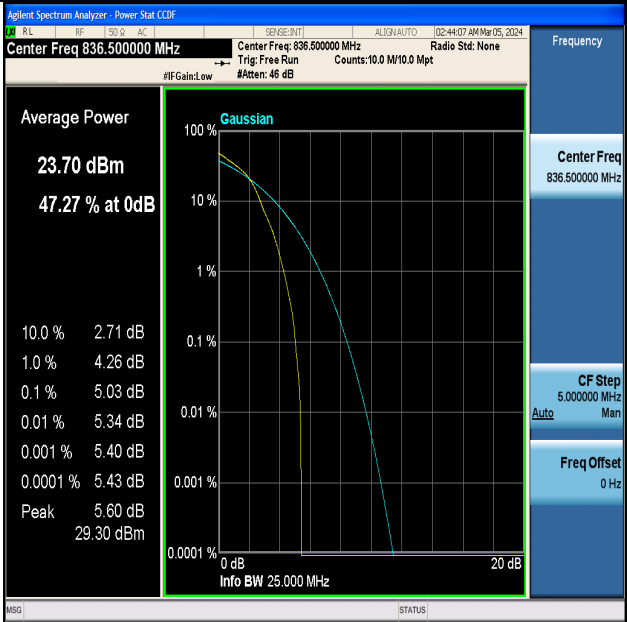 Agilent Spectrum Analyzer - Power Stat CCDF
LXI RL RF 50 Ω AC SENSE:INT ALIGN AUTO 02:44:07 AM Mar 05, 2024
Center Freq 836.500000 MHz
Center Freq: 836.500000 MHz Radio Std: None
Trig: Free Run Counts:10.0 M/10.0 Mpt
#IFGain:Low #Atten: 46 dB
Average Power
23.70 dBm
47.27 % at 0dB
10.0 % 2.71 dB
1.0 % 4.26 dB
0.1 % 5.03 dB
0.01 % 5.34 dB
0.001 % 5.40 dB
0.0001 % 5.43 dB
Peak 5.60 dB
29.30 dBm
Gaussian
100 %
10 %
1 %
0.1 %
0.01 %
0.001 %
0.0001 %
0 dB 20 dB
Info BW 25.000 MHz
Frequency
Center Freq
836.500000 MHz
CF Step
5.000000 MHz
Auto Man
Freq Offset
0 Hz
MSG STATUS